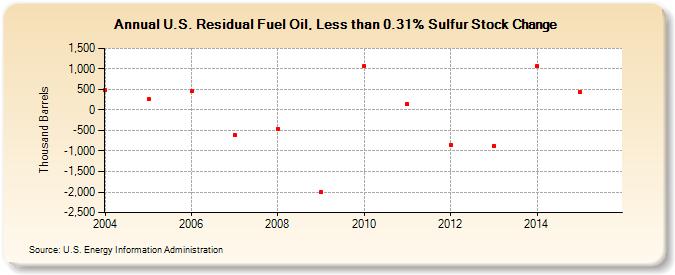 Annual U.S. Residual Fuel Oil, Less than 0.31% Sulfur Stock Change
Thousand Barrels
1,500
1,000
500
0
-500
-1,000
-1,500
-2,000
-2,500
2004 2006 2008 2010 2012 2014
Source: U.S. Energy Information Administration